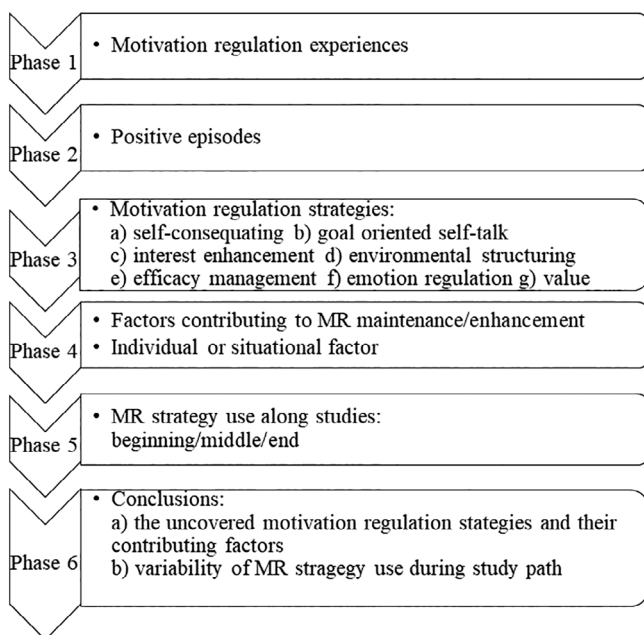 Phase 1
• Motivation regulation experiences
Phase 2
• Positive episodes
Phase 3
• Motivation regulation strategies:
a) self-consequating b) goal oriented self-talk
c) interest enhancement d) environmental structuring
e) efficacy management f) emotion regulation g) value
Phase 4
• Factors contributing to MR maintenance/enhancement
• Individual or situational factor
Phase 5
• MR strategy use along studies:
beginning/middle/end
Phase 6
• Conclusions:
a) the uncovered motivation regulation stategies and their
contributing factors
b) variability of MR stragegy use during study path